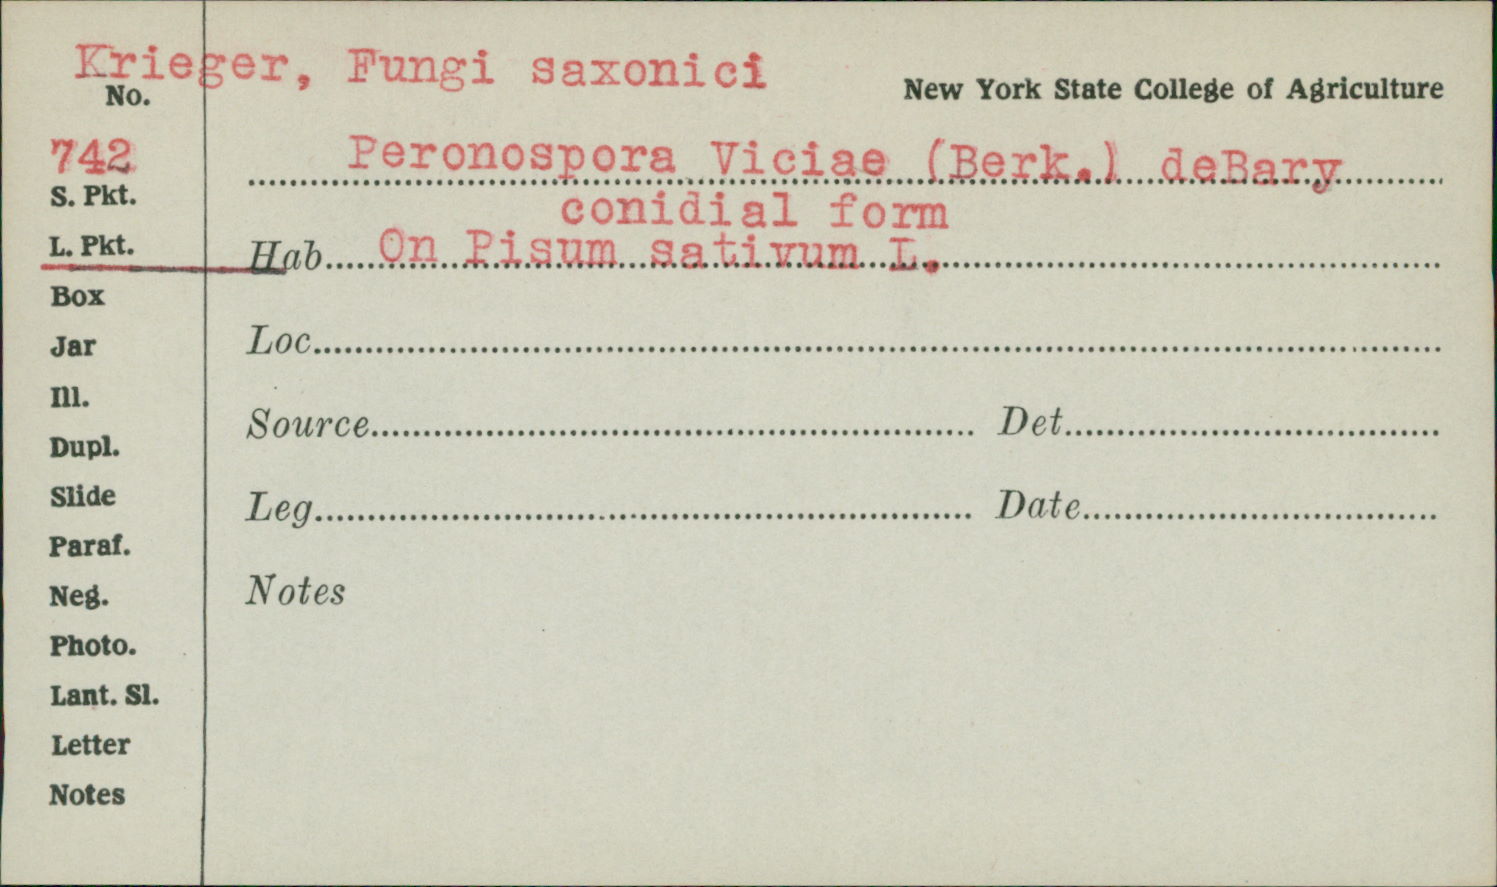 Krieger, Fungi saxonici
No.
New York State College of Agriculture
742
Peronospora Viciae (Berk.) deBary
S. Pkt.
conidial form
L. Pkt.
Hab. On Pisum sativum L.
Box
Jar
Loc.
Ill.
Source
Det.
Dupl.
Slide
Leg.
Date
Paraf.
Neg.
Notes
Photo.
Lant. Sl.
Letter
Notes